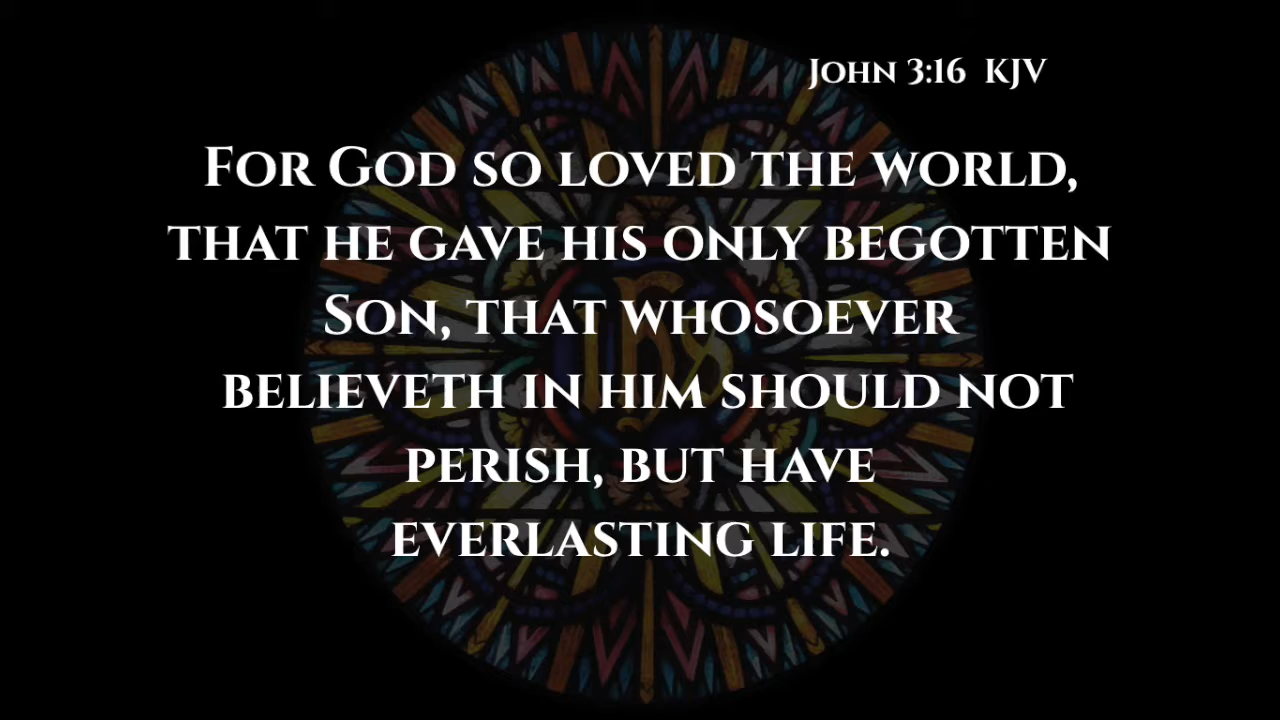 John 3:16 KJV
For God so loved the world,
that he gave his only begotten
Son, that whosoever
believeth in him should not
perish, but have
everlasting life.
IHS